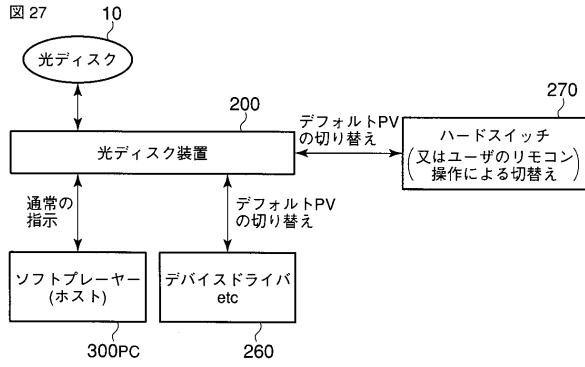 図 27
10
光ディスク
200
光ディスク装置
デフォルトPV
の切り替え
270
ハードスイッチ
(又はユーザのリモコン
操作による切替え)
通常の
指示
デフォルトPV
の切り替え
ソフトプレーヤー
(ホスト)
300PC
デバイスドライバ
etc
260